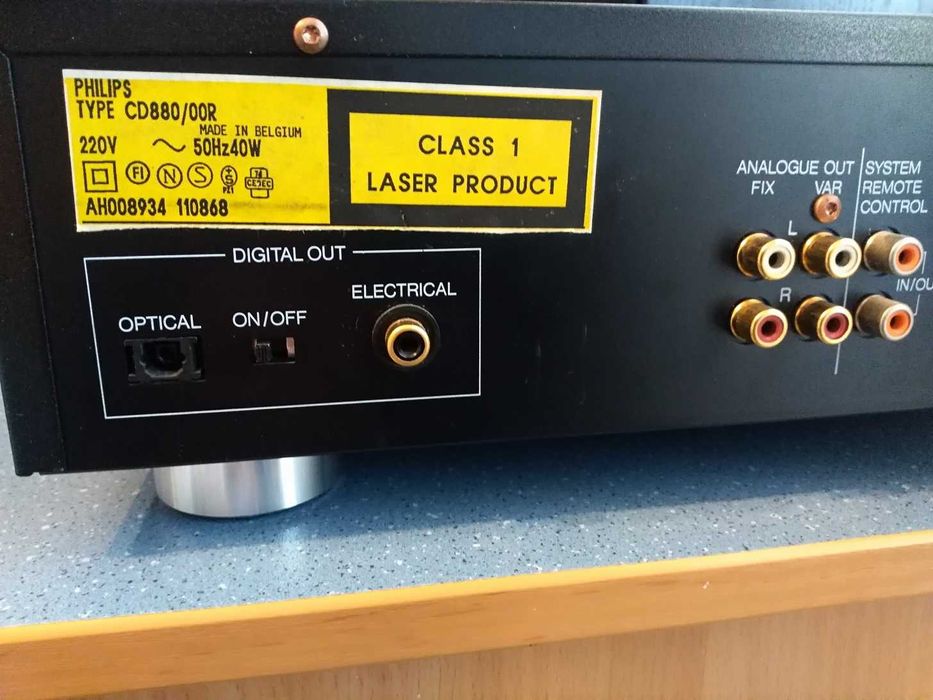 PHILIPS
TYPE CD880/00R
MADE IN BELGIUM
220V ~ 50Hz40W
FI N S
AH008934 110868
CLASS 1
LASER PRODUCT
DIGITAL OUT
OPTICAL
ON/OFF
ELECTRICAL
ANALOGUE OUT
FIX VAR
L
R
SYSTEM
REMOTE
CONTROL